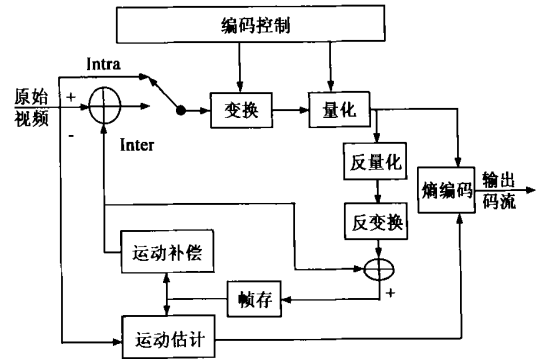 编码控制
Intra
原始
视频
+
-
变换
量化
Inter
反量化
熵编码
输出
码流
反变换
运动补偿
帧存
+
运动估计